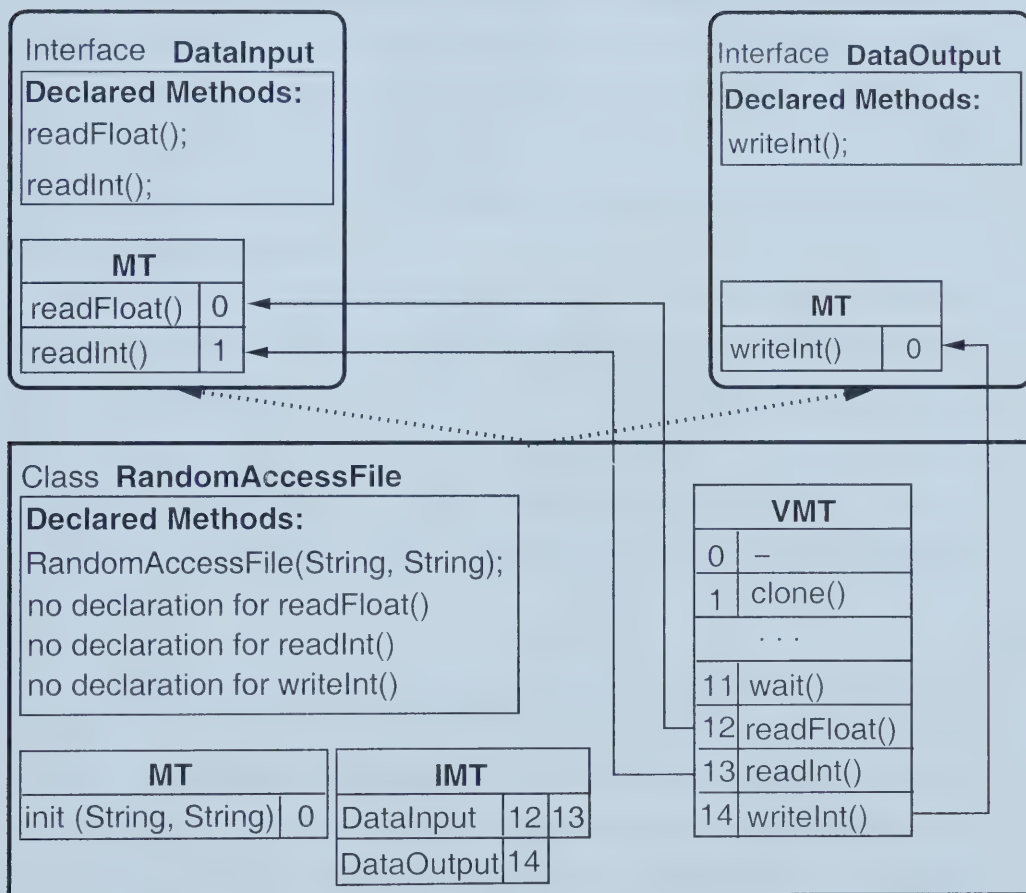 Interface DataInput
Declared Methods:
readFloat();
readInt();
MT
readFloat() 0
readInt() 1
Interface DataOutput
Declared Methods:
writeInt();
MT
writeInt() 0
Class RandomAccessFile
Declared Methods:
RandomAccessFile(String, String);
no declaration for readFloat()
no declaration for readInt()
no declaration for writeInt()
MT
init (String, String) 0
IMT
DataInput 12 13
DataOutput 14
VMT
0 –
1 clone()
. . .
11 wait()
12 readFloat()
13 readInt()
14 writeInt()